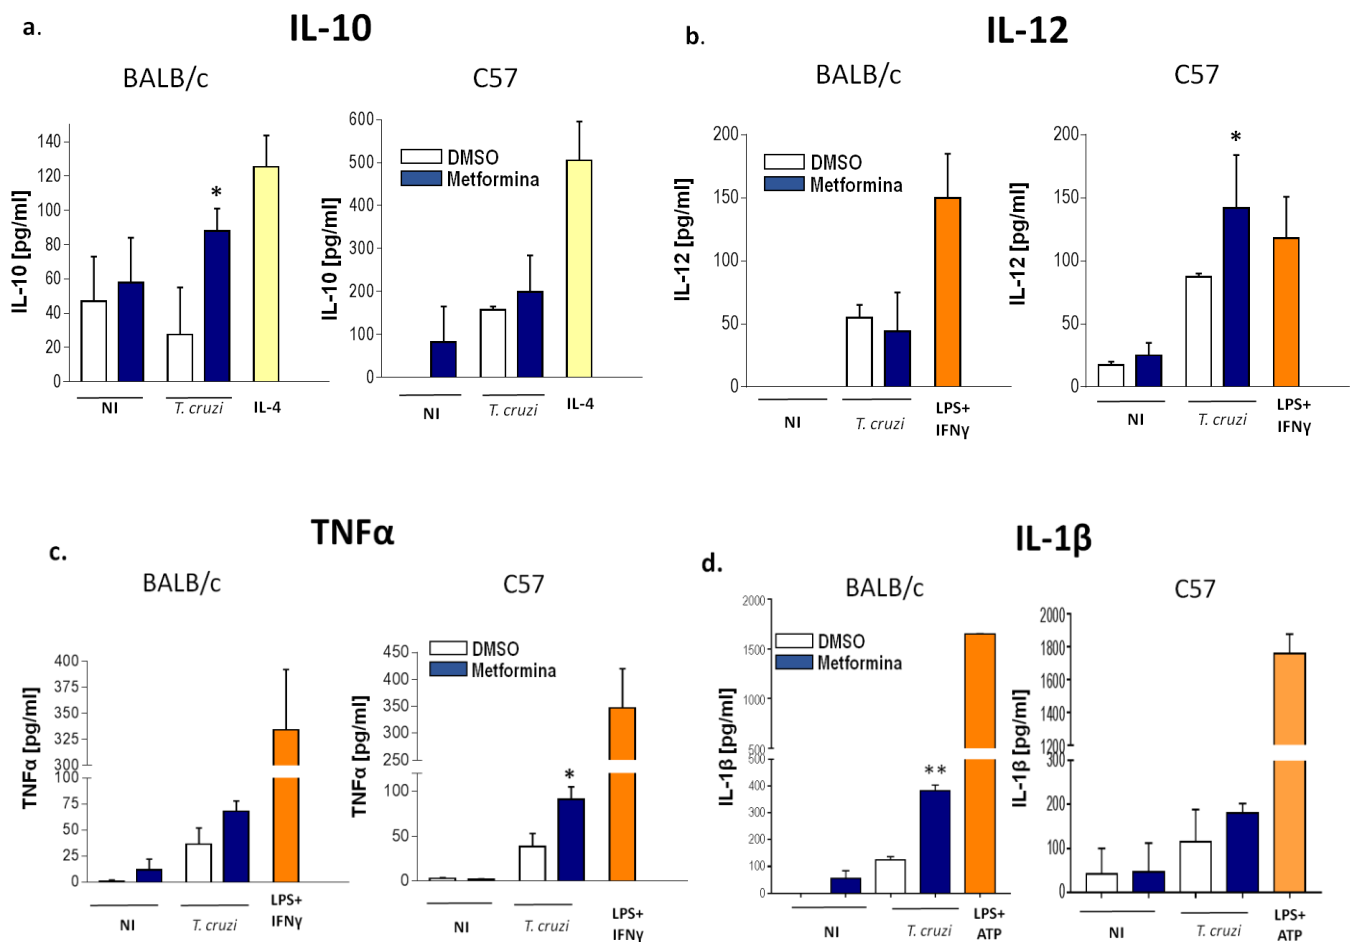 a.
IL-10
BALB/c
C57
IL-10 [pg/ml]
140
120
100
80
60
40
20
0
*
NI
T. cruzi
IL-4
IL-10 [pg/ml]
600
500
400
300
200
100
0
DMSO
Metformina
NI
T. cruzi
IL-4
b.
IL-12
BALB/c
C57
IL-12 [pg/ml]
200
150
100
50
0
DMSO
Metformina
NI
T. cruzi
LPS+
IFNγ
IL-12 [pg/ml]
200
150
100
50
0
*
NI
T. cruzi
LPS+
IFNγ
c.
TNFα
BALB/c
C57
TNFα [pg/ml]
400
375
350
325
300
100
75
50
25
0
NI
T. cruzi
LPS+
IFNγ
TNFα [pg/ml]
450
400
350
300
250
100
50
0
DMSO
Metformina
*
NI
T. cruzi
LPS+
IFNγ
d.
IL-1β
BALB/c
C57
IL-1β [pg/ml]
2000
1500
1000
500
500
400
300
200
100
0
DMSO
Metformina
**
NI
T. cruzi
LPS+
ATP
IL-1β [pg/ml]
2000
1800
1600
1400
1200
300
200
100
0
NI
T. cruzi
LPS+
ATP